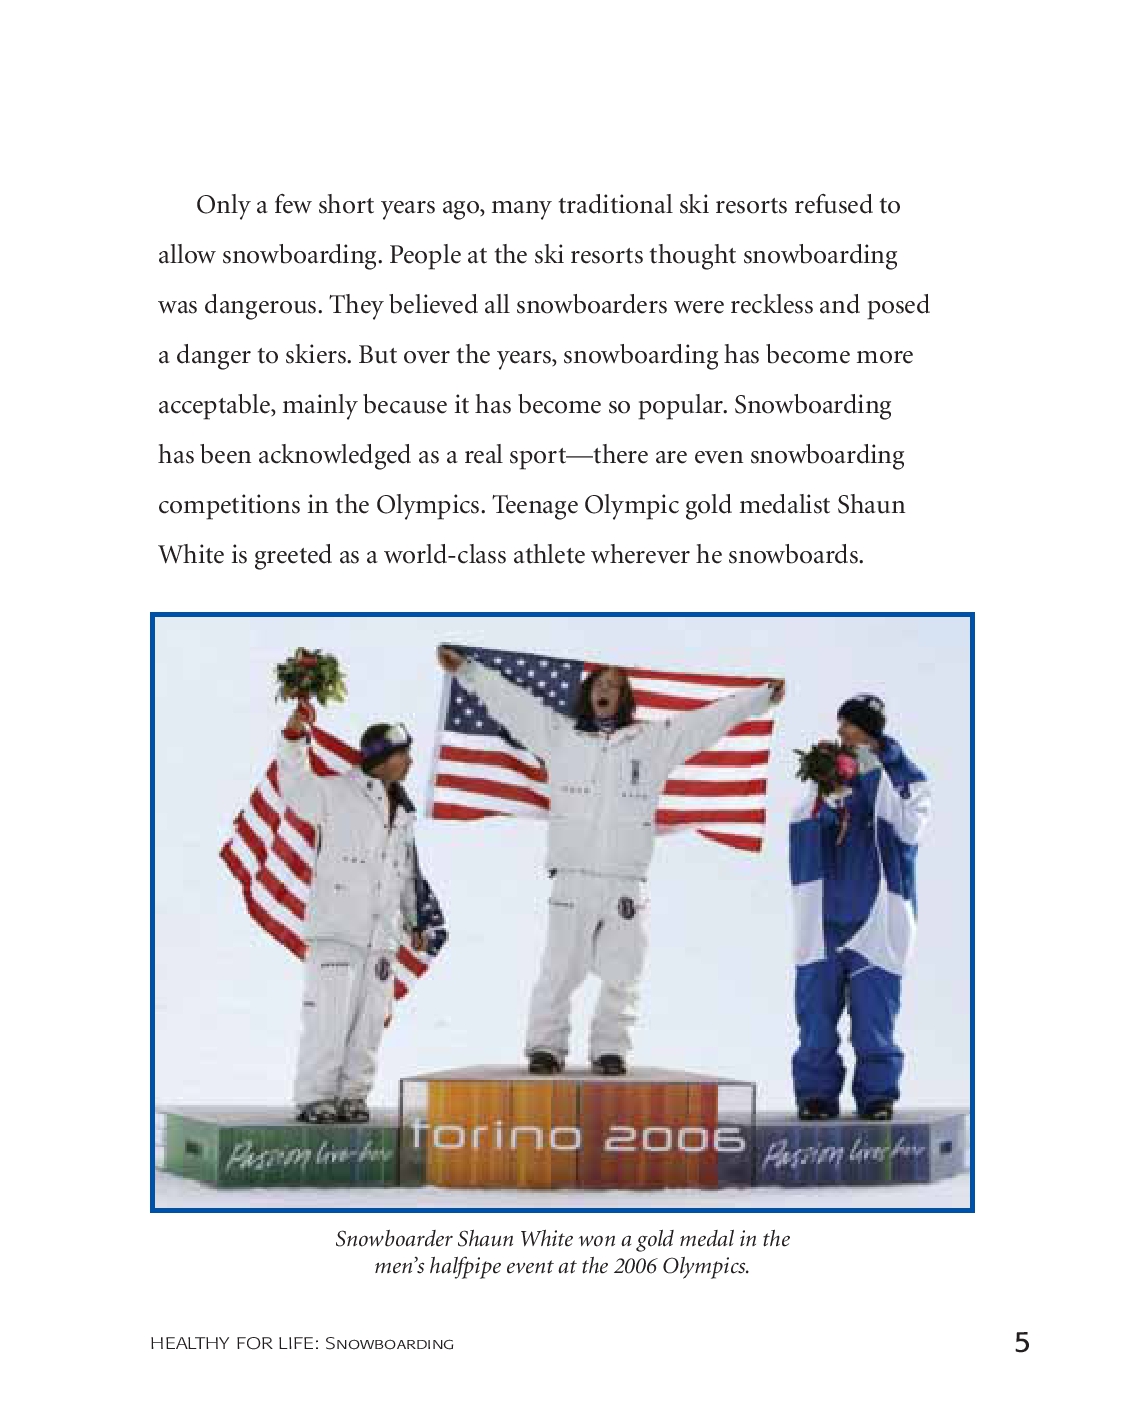 Only a few short years ago, many traditional ski resorts refused to
allow snowboarding. People at the ski resorts thought snowboarding
was dangerous. They believed all snowboarders were reckless and posed
a danger to skiers. But over the years, snowboarding has become more
acceptable, mainly because it has become so popular. Snowboarding
has been acknowledged as a real sport—there are even snowboarding
competitions in the Olympics. Teenage Olympic gold medalist Shaun
White is greeted as a world-class athlete wherever he snowboards.
torino 2006
Passion lives here
Passion lives here
Snowboarder Shaun White won a gold medal in the
men’s halfpipe event at the 2006 Olympics.
HEALTHY FOR LIFE: SNOWBOARDING
5